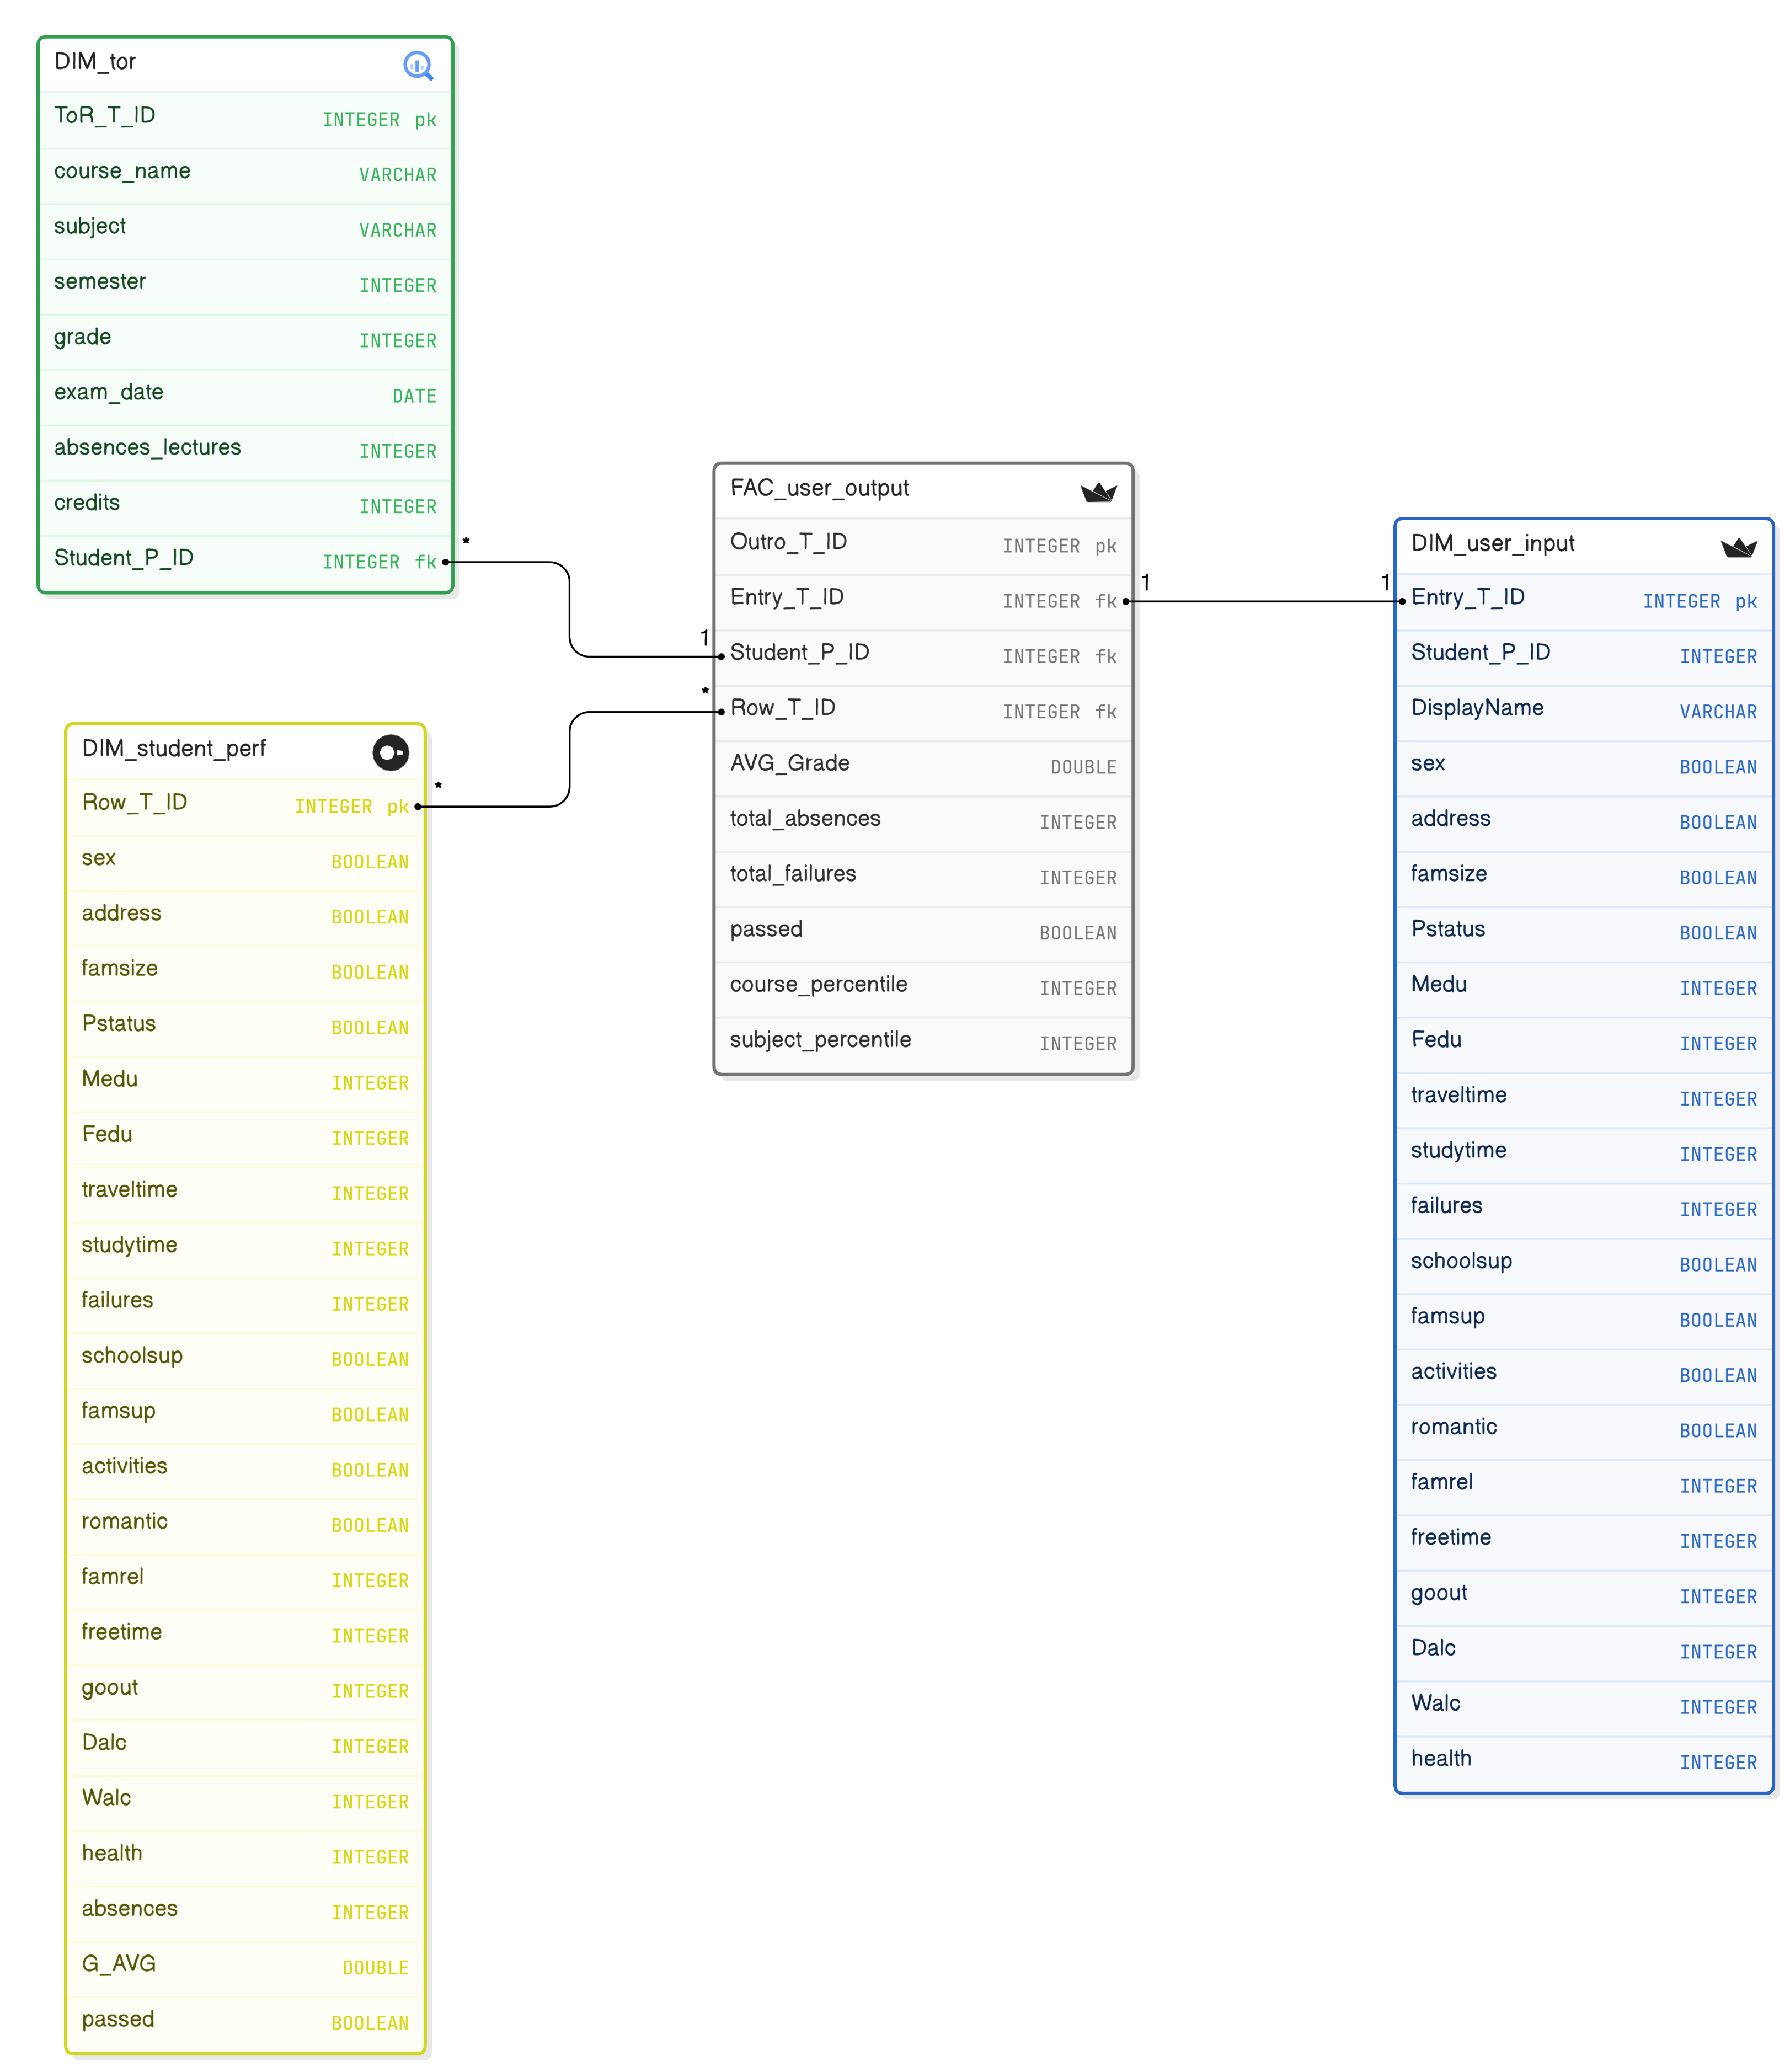 DIM_tor
ToR_T_ID INTEGER pk
course_name VARCHAR
subject VARCHAR
semester INTEGER
grade INTEGER
exam_date DATE
absences_lectures INTEGER
credits INTEGER
Student_P_ID INTEGER fk
*
1
*
*
DIM_student_perf
Row_T_ID INTEGER pk
sex BOOLEAN
address BOOLEAN
famsize BOOLEAN
Pstatus BOOLEAN
Medu INTEGER
Fedu INTEGER
traveltime INTEGER
studytime INTEGER
failures INTEGER
schoolsup BOOLEAN
famsup BOOLEAN
activities BOOLEAN
romantic BOOLEAN
famrel INTEGER
freetime INTEGER
goout INTEGER
Dalc INTEGER
Walc INTEGER
health INTEGER
absences INTEGER
G_AVG DOUBLE
passed BOOLEAN
FAC_user_output
Outro_T_ID INTEGER pk
Entry_T_ID INTEGER fk
Student_P_ID INTEGER fk
Row_T_ID INTEGER fk
AVG_Grade DOUBLE
total_absences INTEGER
total_failures INTEGER
passed BOOLEAN
course_percentile INTEGER
subject_percentile INTEGER
1
1
DIM_user_input
Entry_T_ID INTEGER pk
Student_P_ID INTEGER
DisplayName VARCHAR
sex BOOLEAN
address BOOLEAN
famsize BOOLEAN
Pstatus BOOLEAN
Medu INTEGER
Fedu INTEGER
traveltime INTEGER
studytime INTEGER
failures INTEGER
schoolsup BOOLEAN
famsup BOOLEAN
activities BOOLEAN
romantic BOOLEAN
famrel INTEGER
freetime INTEGER
goout INTEGER
Dalc INTEGER
Walc INTEGER
health INTEGER